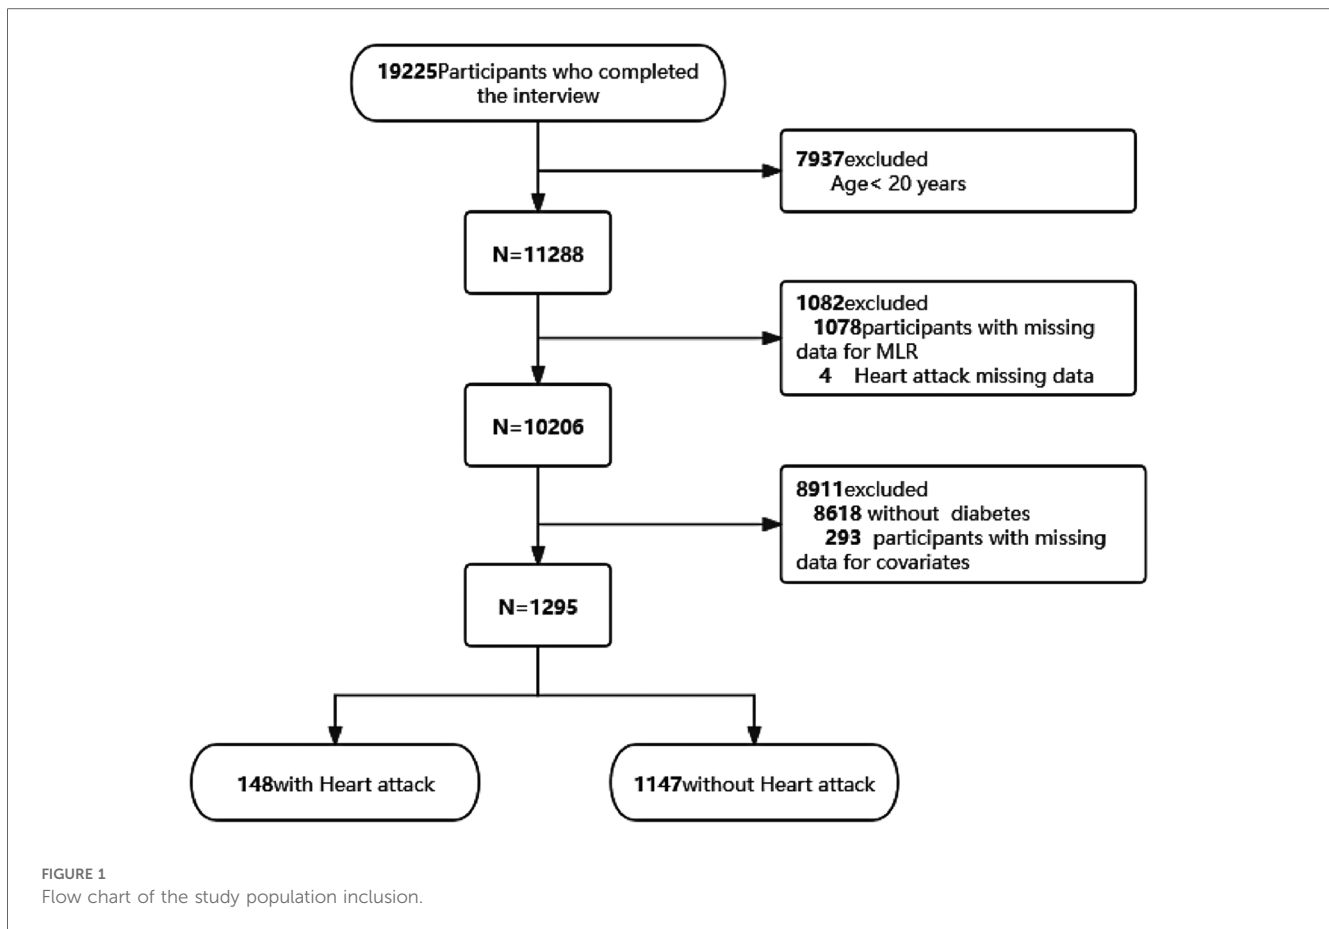 19225Participants who completed
the interview
7937excluded
Age< 20 years
N=11288
1082excluded
1078participants with missing
data for MLR
4 Heart attack missing data
N=10206
8911excluded
8618 without diabetes
293 participants with missing
data for covariates
N=1295
148with Heart attack
1147without Heart attack
FIGURE 1
Flow chart of the study population inclusion.